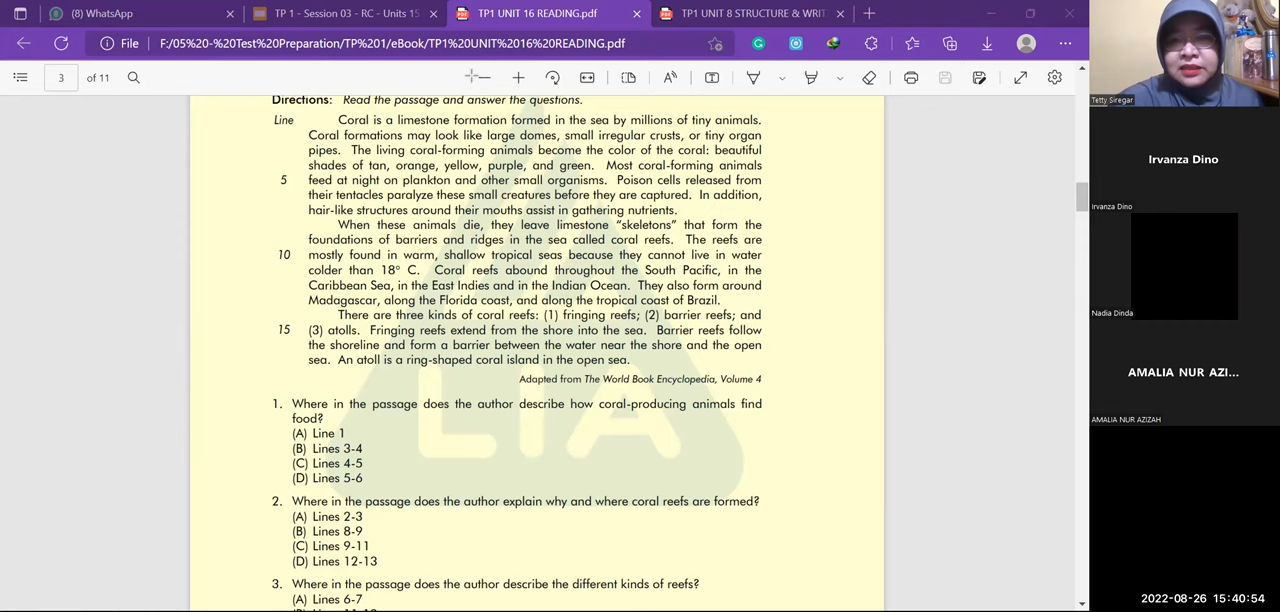 (8) WhatsApp
TP 1 - Session 03 - RC - Units 15
TP1 UNIT 16 READING.pdf
TP1 UNIT 8 STRUCTURE & WRIT
File
F:/05%20-%20Test%20Preparation/TP%201/eBook/TP1%20UNIT%2016%20READING.pdf
3
of 11
Directions: Read the passage and answer the questions.
Line Coral is a limestone formation formed in the sea by millions of tiny animals.
Coral formations may look like large domes, small irregular crusts, or tiny organ
pipes. The living coral-forming animals become the color of the coral: beautiful
shades of tan, orange, yellow, purple, and green. Most coral-forming animals
5 feed at night on plankton and other small organisms. Poison cells released from
their tentacles paralyze these small creatures before they are captured. In addition,
hair-like structures around their mouths assist in gathering nutrients.
When these animals die, they leave limestone “skeletons” that form the
foundations of barriers and ridges in the sea called coral reefs. The reefs are
10 mostly found in warm, shallow tropical seas because they cannot live in water
colder than 18° C. Coral reefs abound throughout the South Pacific, in the
Caribbean Sea, in the East Indies and in the Indian Ocean. They also form around
Madagascar, along the Florida coast, and along the tropical coast of Brazil.
There are three kinds of coral reefs: (1) fringing reefs; (2) barrier reefs; and
15 (3) atolls. Fringing reefs extend from the shore into the sea. Barrier reefs follow
the shoreline and form a barrier between the water near the shore and the open
sea. An atoll is a ring-shaped coral island in the open sea.
Adapted from The World Book Encyclopedia, Volume 4
1. Where in the passage does the author describe how coral-producing animals find
food?
(A) Line 1
(B) Lines 3-4
(C) Lines 4-5
(D) Lines 5-6
2. Where in the passage does the author explain why and where coral reefs are formed?
(A) Lines 2-3
(B) Lines 8-9
(C) Lines 9-11
(D) Lines 12-13
3. Where in the passage does the author describe the different kinds of reefs?
(A) Lines 6-7
LIA
Tetty Siregar
Irvanza Dino
Irvanza Dino
Nadia Dinda
AMALIA NUR AZI...
AMALIA NUR AZIZAH
2022-08-26 15:40:54